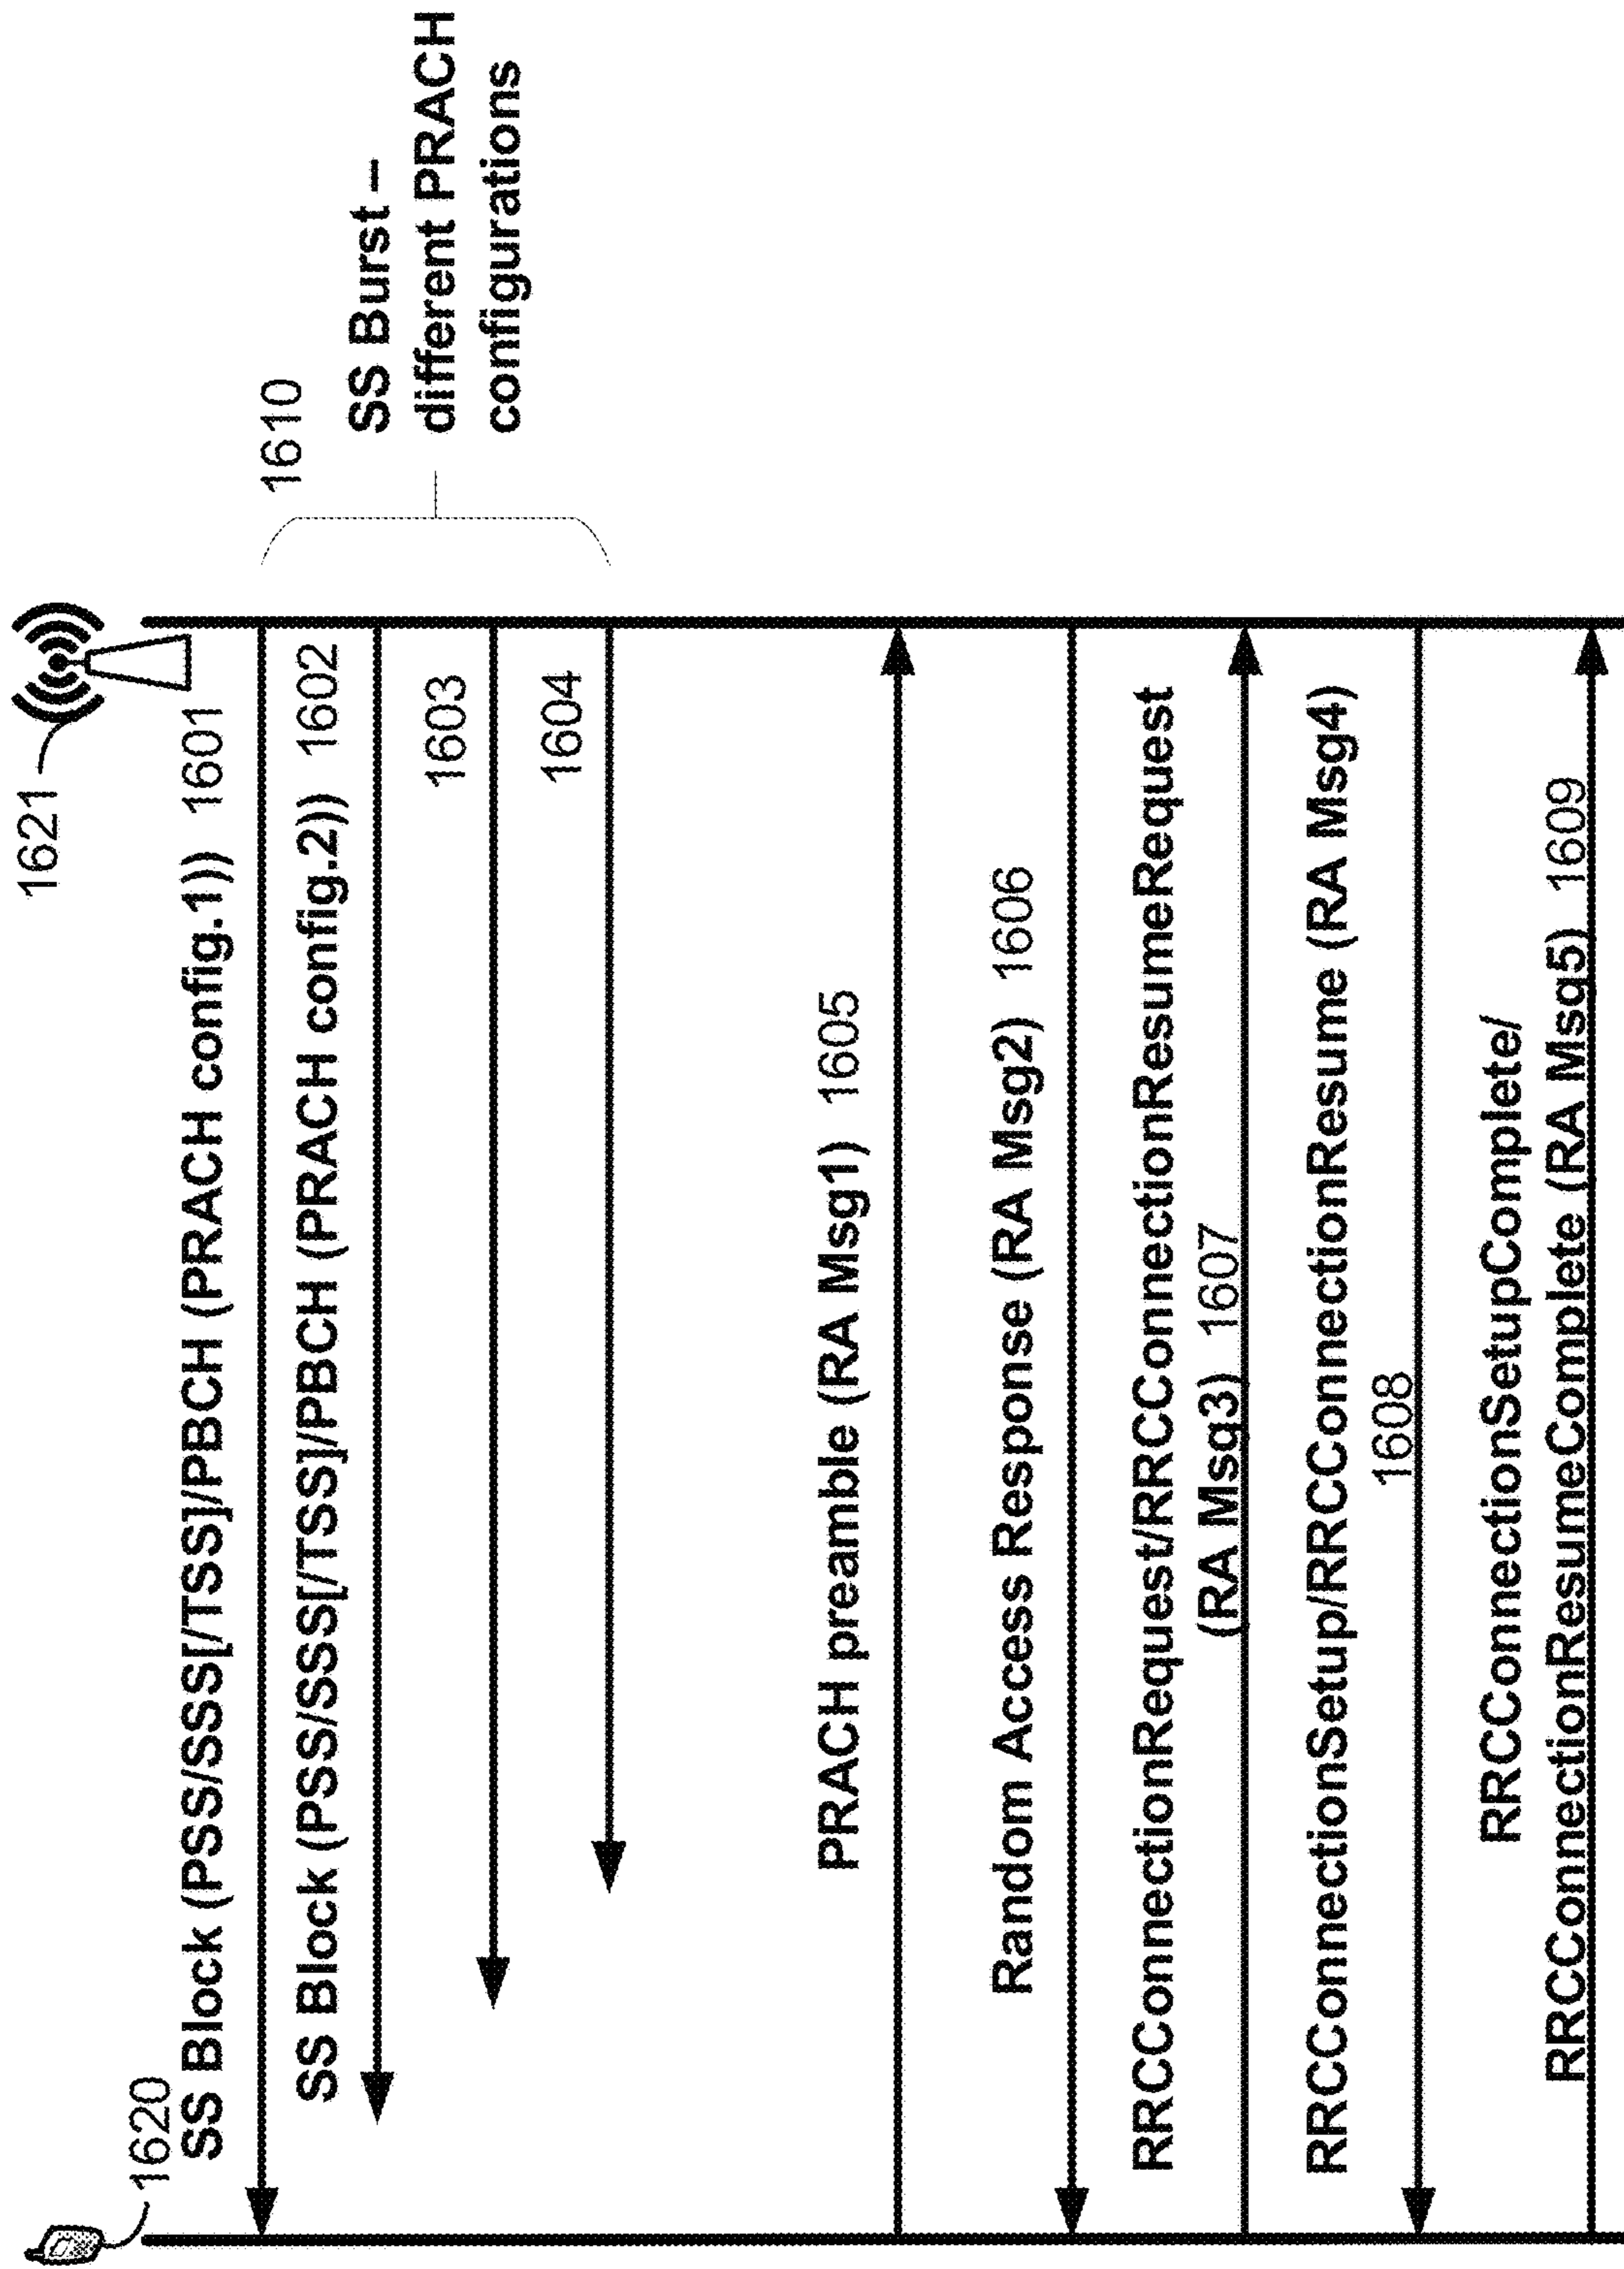 1620
1621
SS Block (PSS/SSS[/TSS]/PBCH (PRACH config.1)) 1601
SS Block (PSS/SSS[/TSS]/PBCH (PRACH config.2)) 1602
1603
1604
1610
SS Burst –
different PRACH
configurations
PRACH preamble (RA Msg1) 1605
Random Access Response (RA Msg2) 1606
RRCConnectionRequest/RRCConnectionResumeRequest
(RA Msg3) 1607
RRCConnectionSetup/RRCConnectionResume (RA Msg4)
1608
RRCConnectionSetupComplete/
RRCConnectionResumeComplete (RA Msg5) 1609